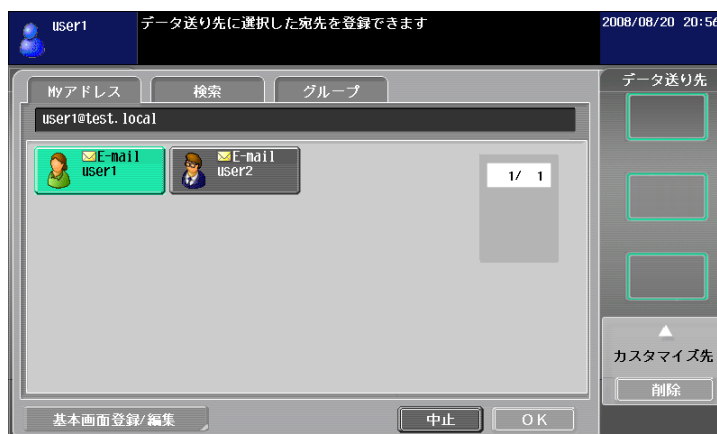 user1
データ送り先に選択した宛先を登録できます
2008/08/20 20:56
Myアドレス
検索
グループ
データ送り先
user1@test.local
E-mail
user1
E-mail
user2
1/ 1
カスタマイズ先
削除
基本画面登録/編集
中止
OK